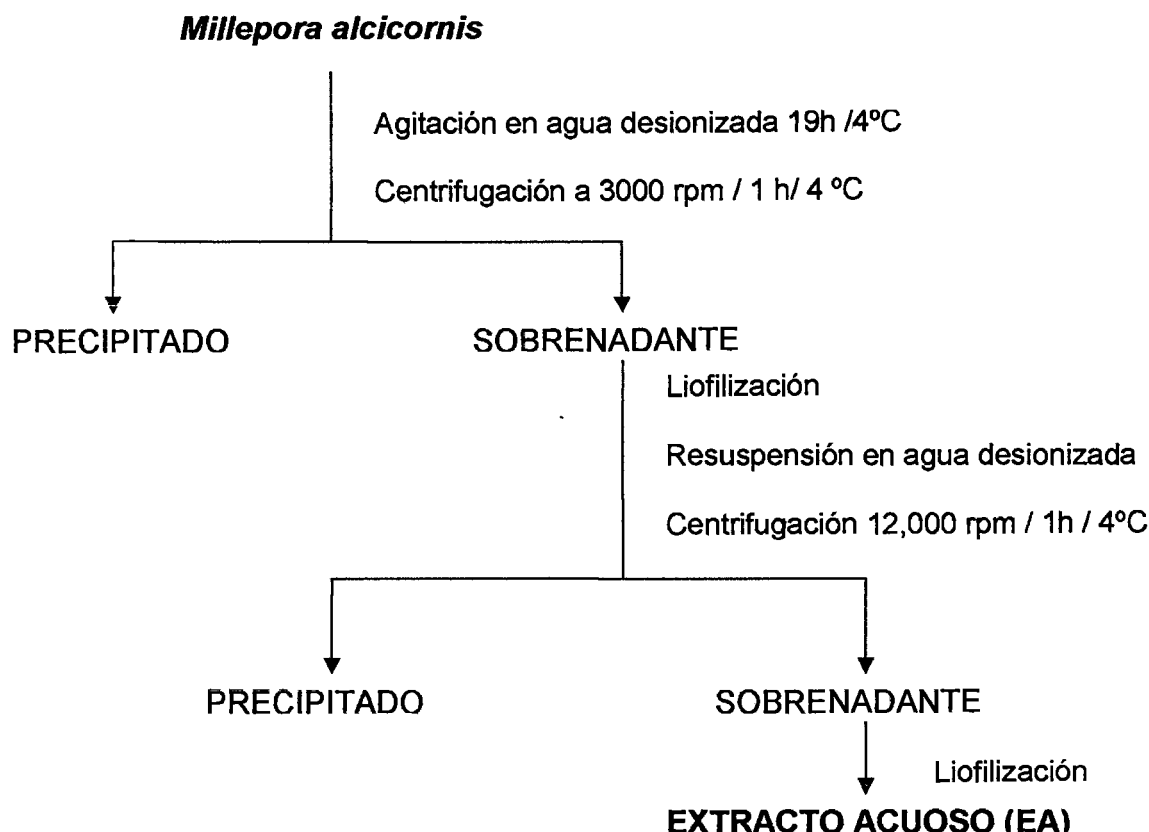 Millepora alcicornis
Agitación en agua desionizada 19h /4ºC
Centrifugación a 3000 rpm / 1 h/ 4 ºC
PRECIPITADO
SOBRENADANTE
Liofilización
Resuspensión en agua desionizada
Centrifugación 12,000 rpm / 1h / 4ºC
PRECIPITADO
SOBRENADANTE
Liofilización
EXTRACTO ACUOSO (EA)